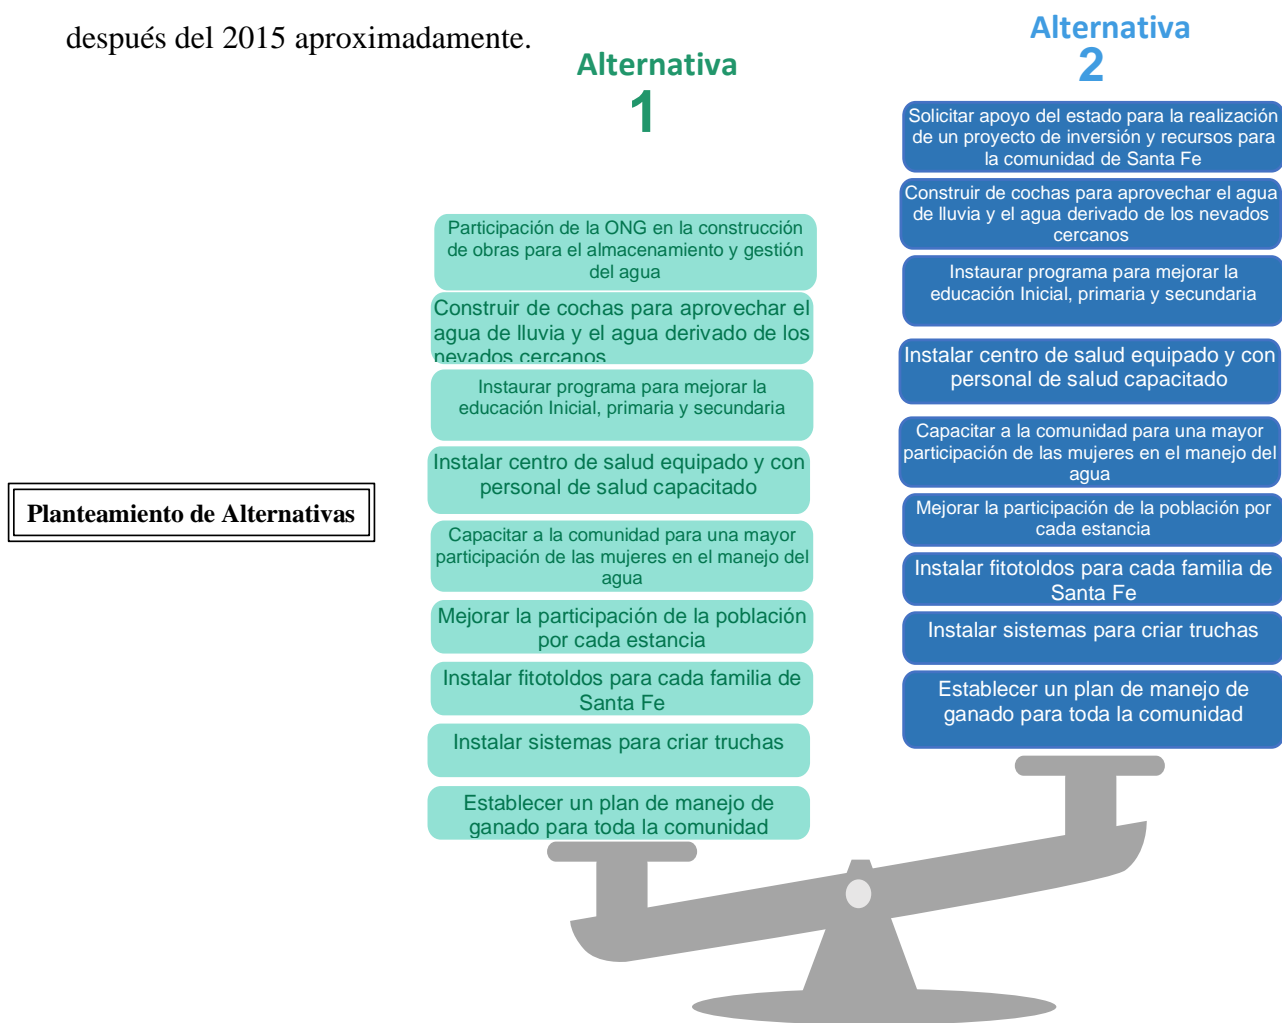 después del 2015 aproximadamente.
Planteamiento de Alternativas
Alternativa
1
Participación de la ONG en la construcción
de obras para el almacenamiento y gestión
del agua
Construir de cochas para aprovechar el
agua de lluvia y el agua derivado de los
nevados cercanos
Instaurar programa para mejorar la
educación Inicial, primaria y secundaria
Instalar centro de salud equipado y con
personal de salud capacitado
Capacitar a la comunidad para una mayor
participación de las mujeres en el manejo del
agua
Mejorar la participación de la población
por cada estancia
Instalar fitotoldos para cada familia de
Santa Fe
Instalar sistemas para criar truchas
Establecer un plan de manejo de
ganado para toda la comunidad
Alternativa
2
Solicitar apoyo del estado para la realización
de un proyecto de inversión y recursos para
la comunidad de Santa Fe
Construir de cochas para aprovechar el agua
de lluvia y el agua derivado de los nevados
cercanos
Instaurar programa para mejorar la
educación Inicial, primaria y secundaria
Instalar centro de salud equipado y con
personal de salud capacitado
Capacitar a la comunidad para una mayor
participación de las mujeres en el manejo del
agua
Mejorar la participación de la población por
cada estancia
Instalar fitotoldos para cada familia de
Santa Fe
Instalar sistemas para criar truchas
Establecer un plan de manejo de
ganado para toda la comunidad